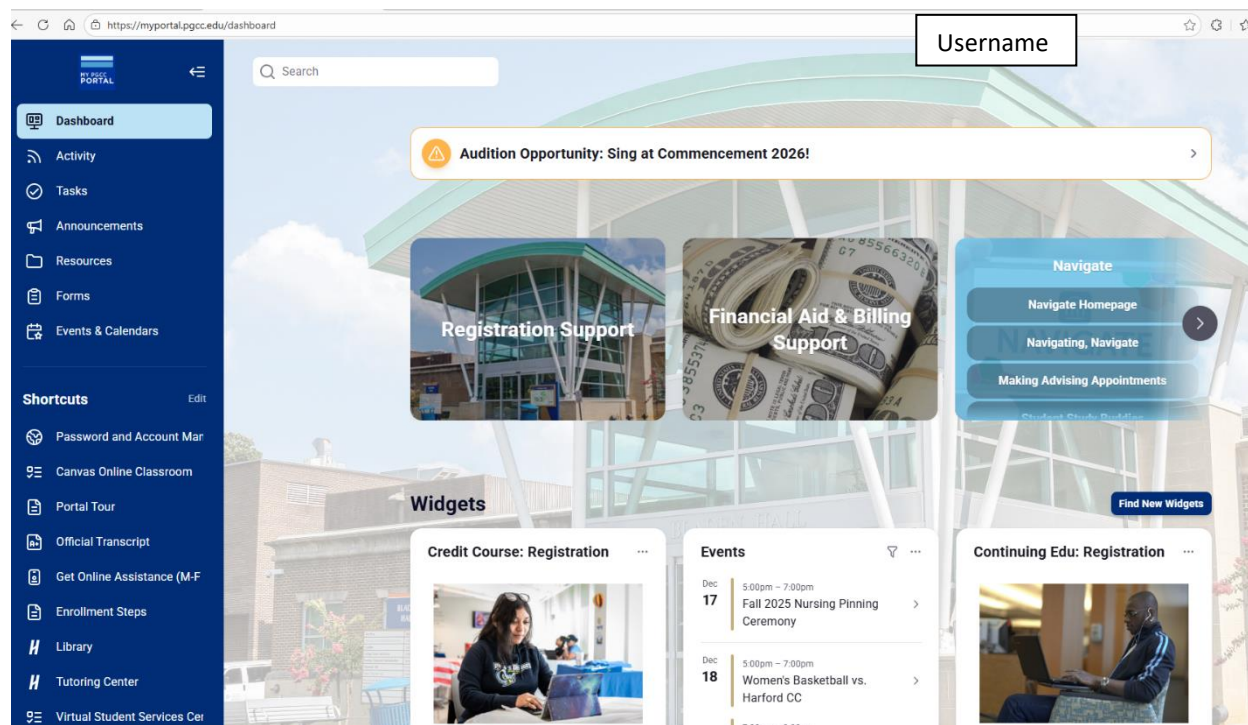 https://myportal.pgcc.edu/dashboard
Username
MY PGCC
PORTAL
Search
Dashboard
Activity
Tasks
Announcements
Resources
Forms
Events & Calendars
Shortcuts
Edit
Password and Account Mar
Canvas Online Classroom
Portal Tour
Official Transcript
Get Online Assistance (M-F
Enrollment Steps
Library
Tutoring Center
Virtual Student Services Cer
Audition Opportunity: Sing at Commencement 2026!
Registration Support
Financial Aid & Billing
Support
Navigate
Navigate Homepage
Navigating, Navigate
Making Advising Appointments
Student Study Buddies
Widgets
Find New Widgets
Credit Course: Registration
Events
Dec
17
5:00pm – 7:00pm
Fall 2025 Nursing Pinning
Ceremony
Dec
18
5:00pm – 7:00pm
Women's Basketball vs.
Harford CC
Continuing Edu: Registration